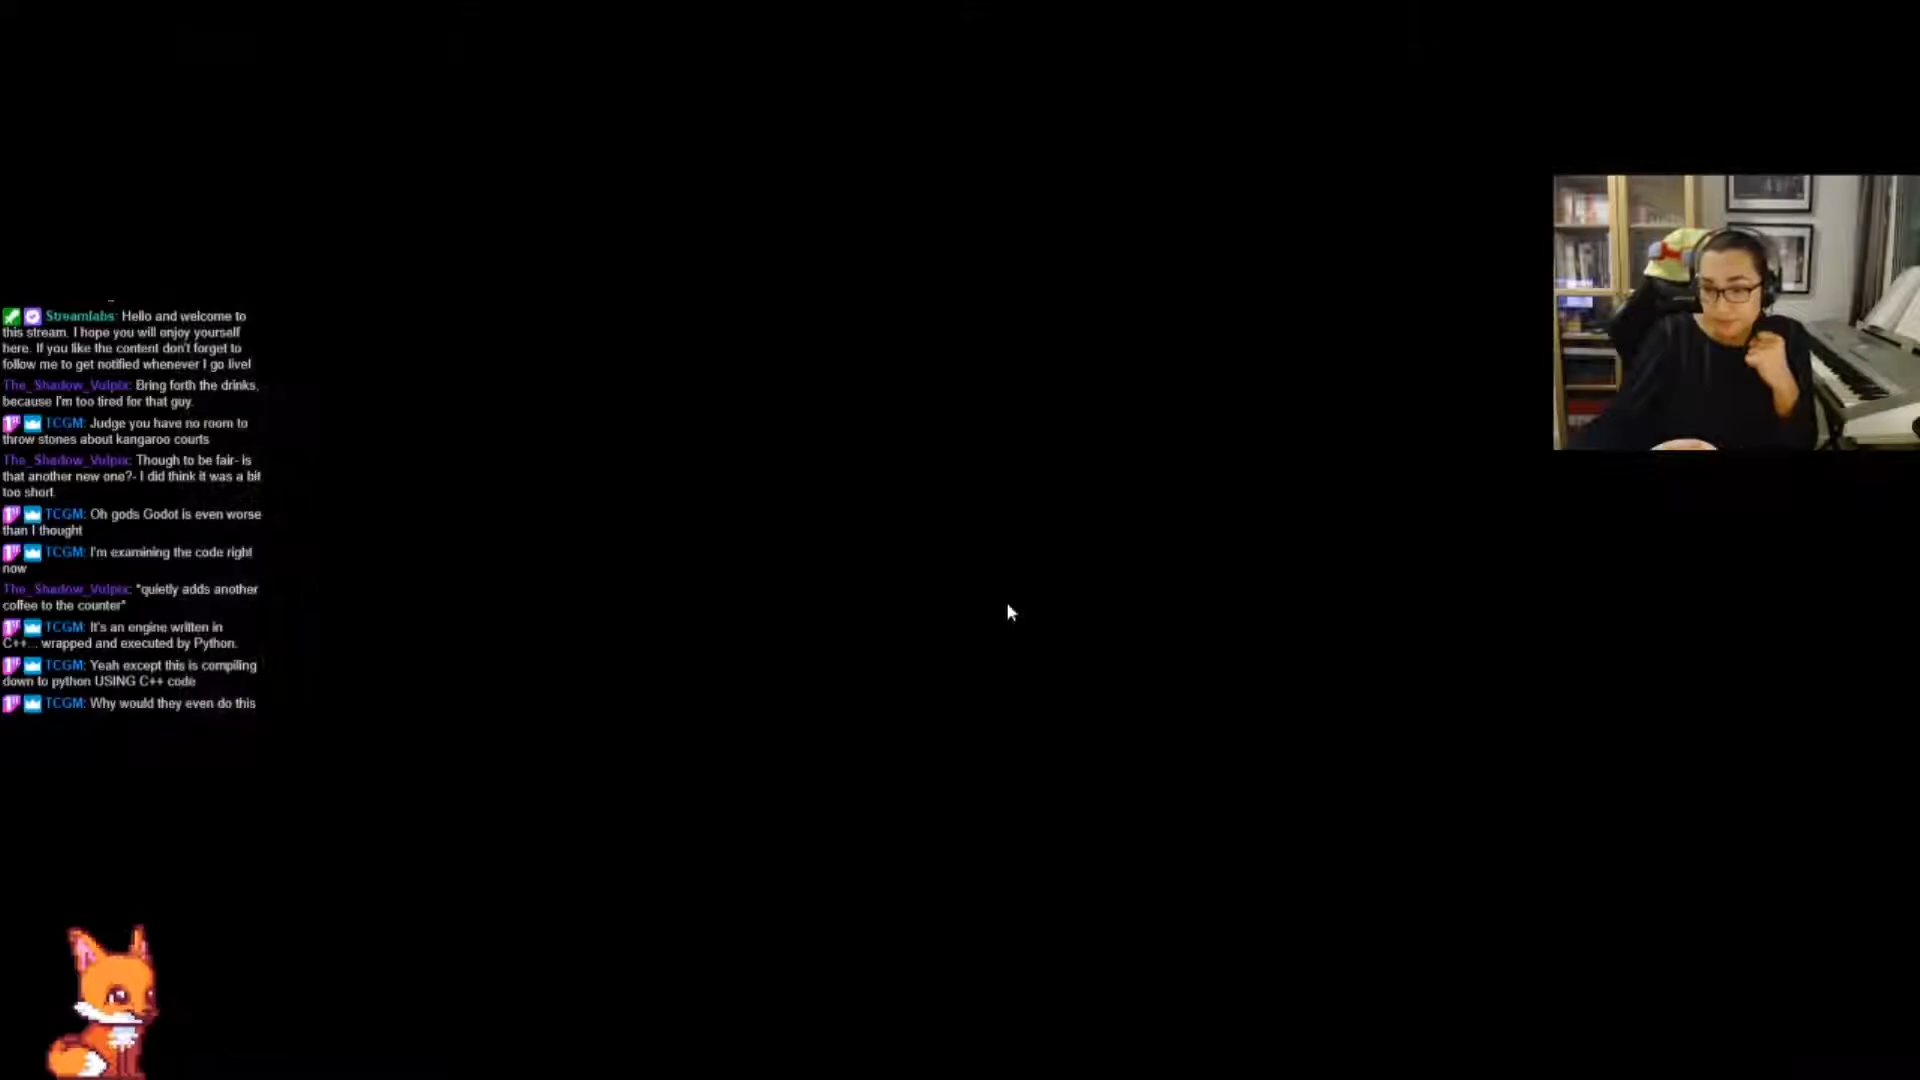 Streamlabs: Hello and welcome to
this stream. I hope you will enjoy yourself
here. If you like the content don't forget to
follow me to get notified whenever I go live!
The_Shadow_Vulpix: Bring forth the drinks,
because I'm too tired for that guy.
TCGM: Judge you have no room to
throw stones about kangaroo courts
The_Shadow_Vulpix: Though to be fair- is
that another new one?- I did think it was a bit
too short.
TCGM: Oh gods Godot is even worse
than I thought
TCGM: I'm examining the code right
now
The_Shadow_Vulpix: *quietly adds another
coffee to the counter*
TCGM: It's an engine written in
C++... wrapped and executed by Python.
TCGM: Yeah except this is compiling
down to python USING C++ code
TCGM: Why would they even do this